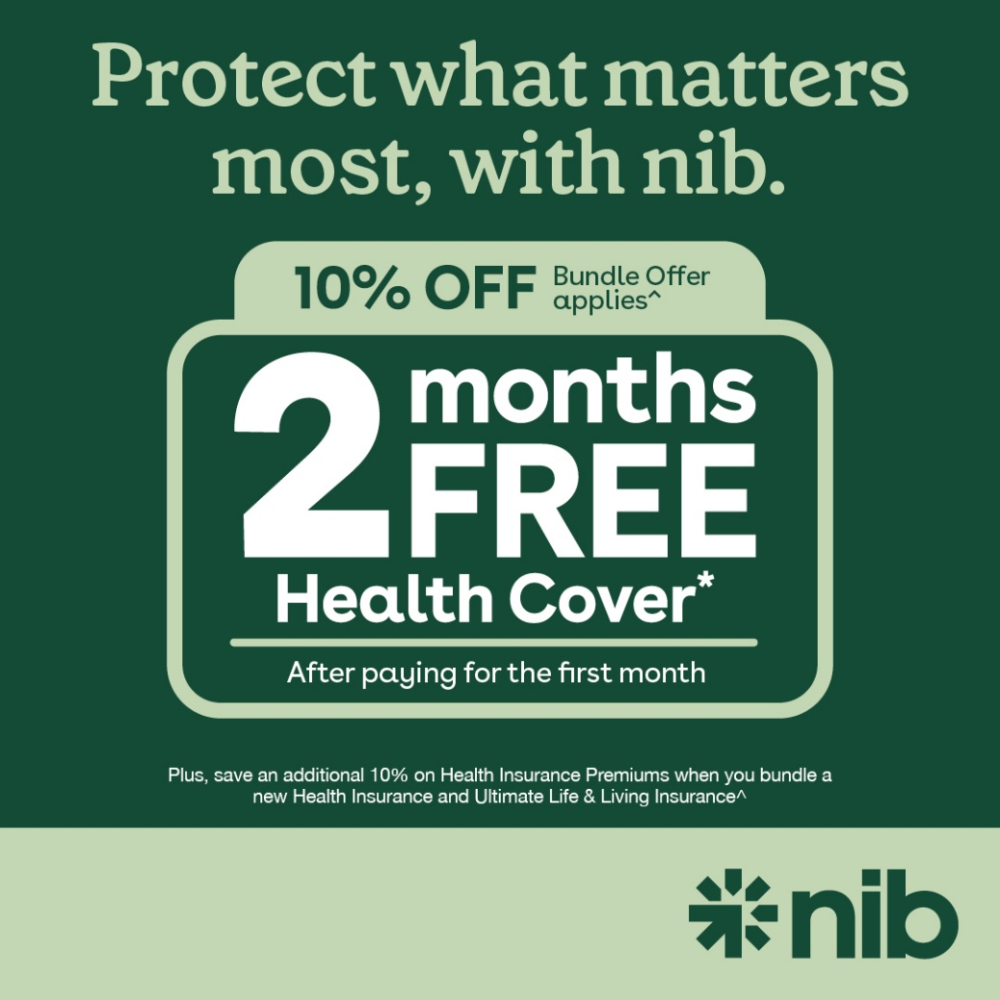 Protect what matters
most, with nib.
10% OFF Bundle Offer
applies^
2 months
FREE
Health Cover*
After paying for the first month
Plus, save an additional 10% on Health Insurance Premiums when you bundle a
new Health Insurance and Ultimate Life & Living Insurance^
nib